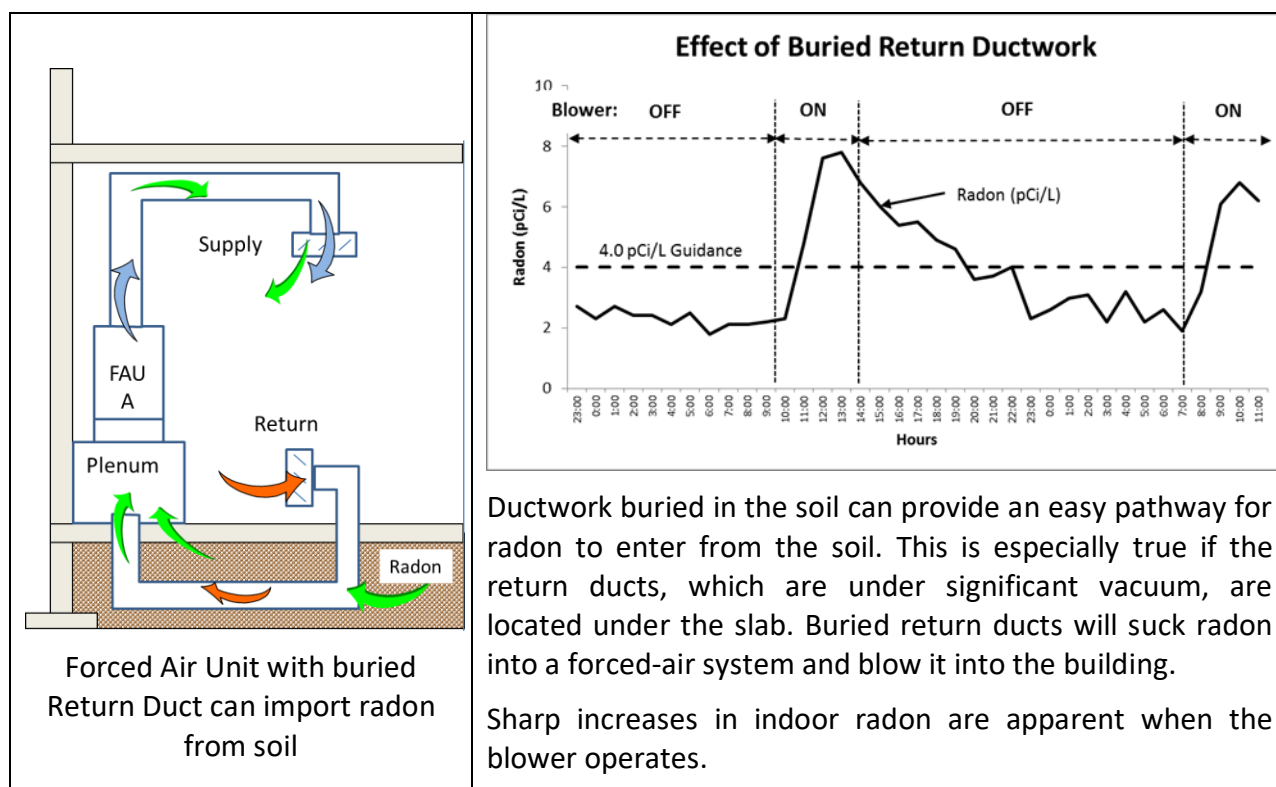 Supply
FAU
A
Return
Plenum
Radon
Forced Air Unit with buried
Return Duct can import radon
from soil
Effect of Buried Return Ductwork
10
8
6
4
2
0
Radon (pCi/L)
Blower: OFF ON OFF ON
Radon (pCi/L)
4.0 pCi/L Guidance
23:00 0:00 1:00 2:00 3:00 4:00 5:00 6:00 7:00 8:00 9:00 10:00 11:00 12:00 13:00 14:00 15:00 16:00 17:00 18:00 19:00 20:00 21:00 22:00 23:00 0:00 1:00 2:00 3:00 4:00 5:00 6:00 7:00 8:00 9:00 10:00 11:00
Hours
Ductwork buried in the soil can provide an easy pathway for
radon to enter from the soil. This is especially true if the
return ducts, which are under significant vacuum, are
located under the slab. Buried return ducts will suck radon
into a forced-air system and blow it into the building.
Sharp increases in indoor radon are apparent when the
blower operates.